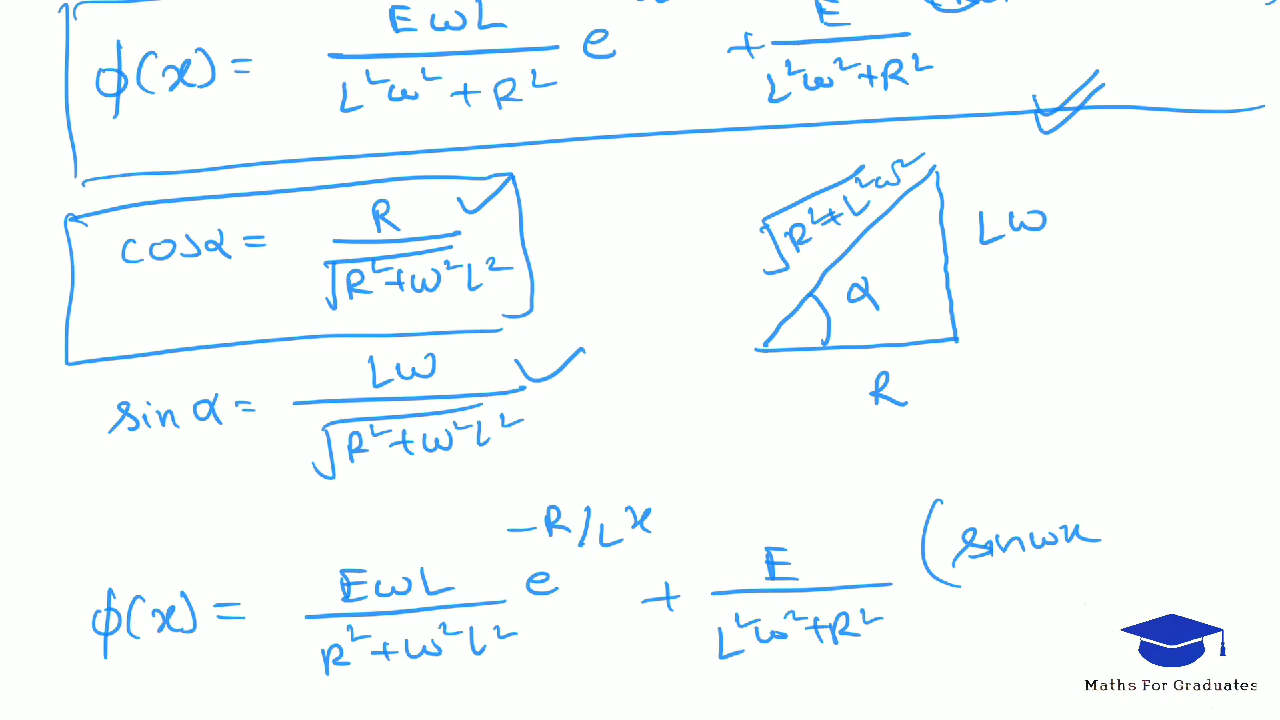 ϕ(x) = EωL / L²ω² + R² e + E / L²ω² + R²
cosα = R / √R² + ω²L²
√R² + L²ω²
Lω
α
R
sin α = Lω / √R² + ω²L²
ϕ(x) = EωL / R² + ω²L² e^-R/L x + E / L²ω² + R² (sinωx
Maths For Graduates